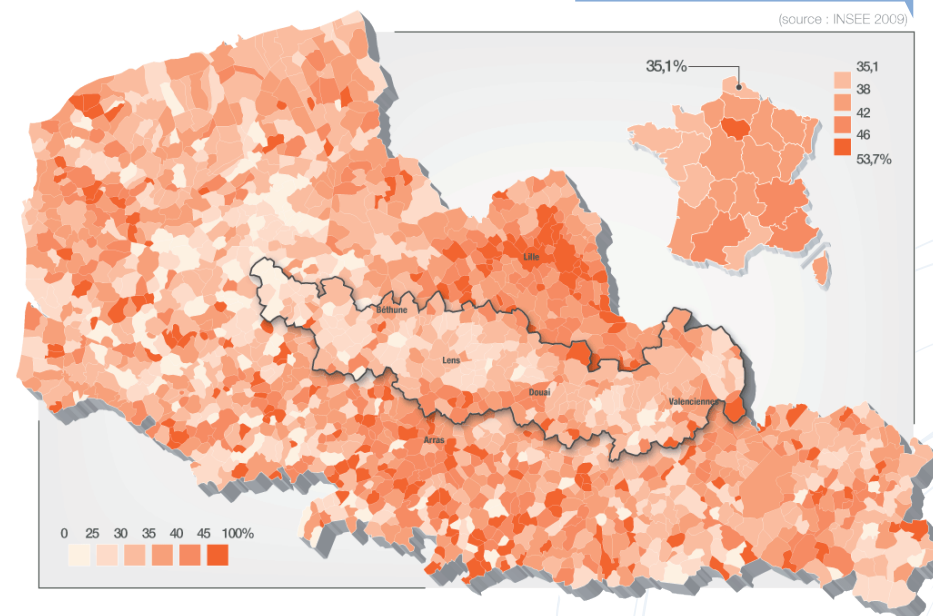 (source : INSEE 2009)
35,1%
35,1
38
42
46
53,7%
Lille
Béthune
Lens
Douai
Valenciennes
Arras
0 25 30 35 40 45 100%